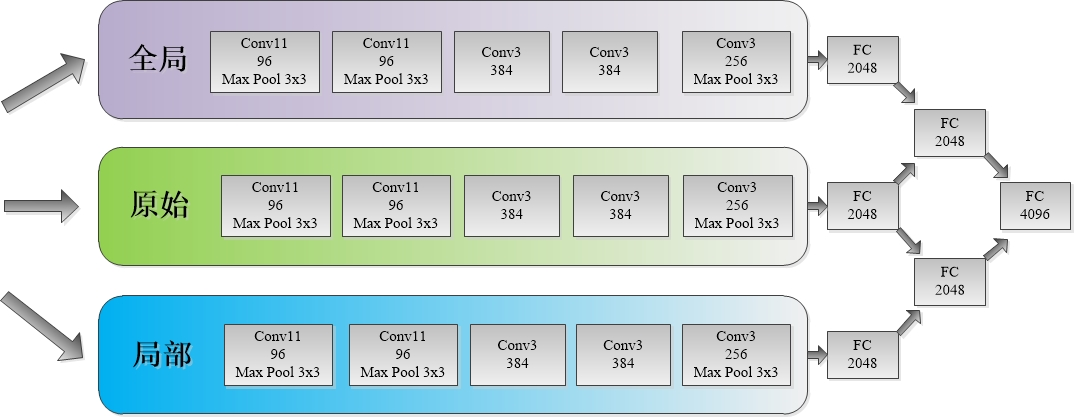 全局
Conv11
96
Max Pool 3x3
Conv11
96
Max Pool 3x3
Conv3
384
Conv3
384
Conv3
256
Max Pool 3x3
FC
2048
FC
2048
原始
Conv11
96
Max Pool 3x3
Conv11
96
Max Pool 3x3
Conv3
384
Conv3
384
Conv3
256
Max Pool 3x3
FC
2048
FC
4096
FC
2048
局部
Conv11
96
Max Pool 3x3
Conv11
96
Max Pool 3x3
Conv3
384
Conv3
384
Conv3
256
Max Pool 3x3
FC
2048